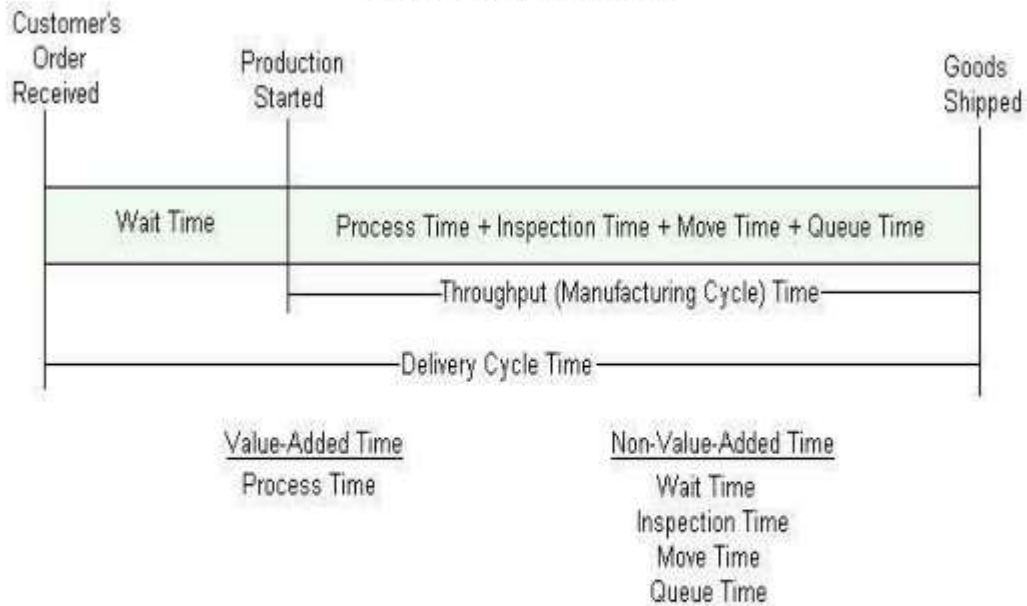 Customer's
Order
Received
Production
Started
Goods
Shipped
Wait Time
Process Time + Inspection Time + Move Time + Queue Time
Throughput (Manufacturing Cycle) Time
Delivery Cycle Time
Value-Added Time
Process Time
Non-Value-Added Time
Wait Time
Inspection Time
Move Time
Queue Time